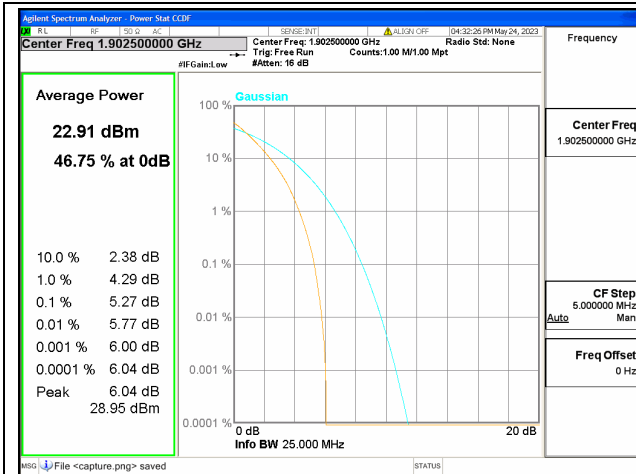 Agilent Spectrum Analyzer - Power Stat CCDF
RL RF 50 Ω AC SENSE:INT ALIGN OFF 04:32:26 PM May 24, 2023
Center Freq 1.902500000 GHz
Center Freq: 1.902500000 GHz Radio Std: None
Trig: Free Run Counts:1.00 M/1.00 Mpt
#IFGain:Low #Atten: 16 dB
Frequency
Average Power
22.91 dBm
46.75 % at 0dB
10.0 % 2.38 dB
1.0 % 4.29 dB
0.1 % 5.27 dB
0.01 % 5.77 dB
0.001 % 6.00 dB
0.0001 % 6.04 dB
Peak 6.04 dB
28.95 dBm
Gaussian
100 %
10 %
1 %
0.1 %
0.01 %
0.001 %
0.0001 %
0 dB 20 dB
Info BW 25.000 MHz
Center Freq
1.902500000 GHz
CF Step
5.000000 MHz
Auto Man
Freq Offset
0 Hz
MSG File <capture.png> saved STATUS